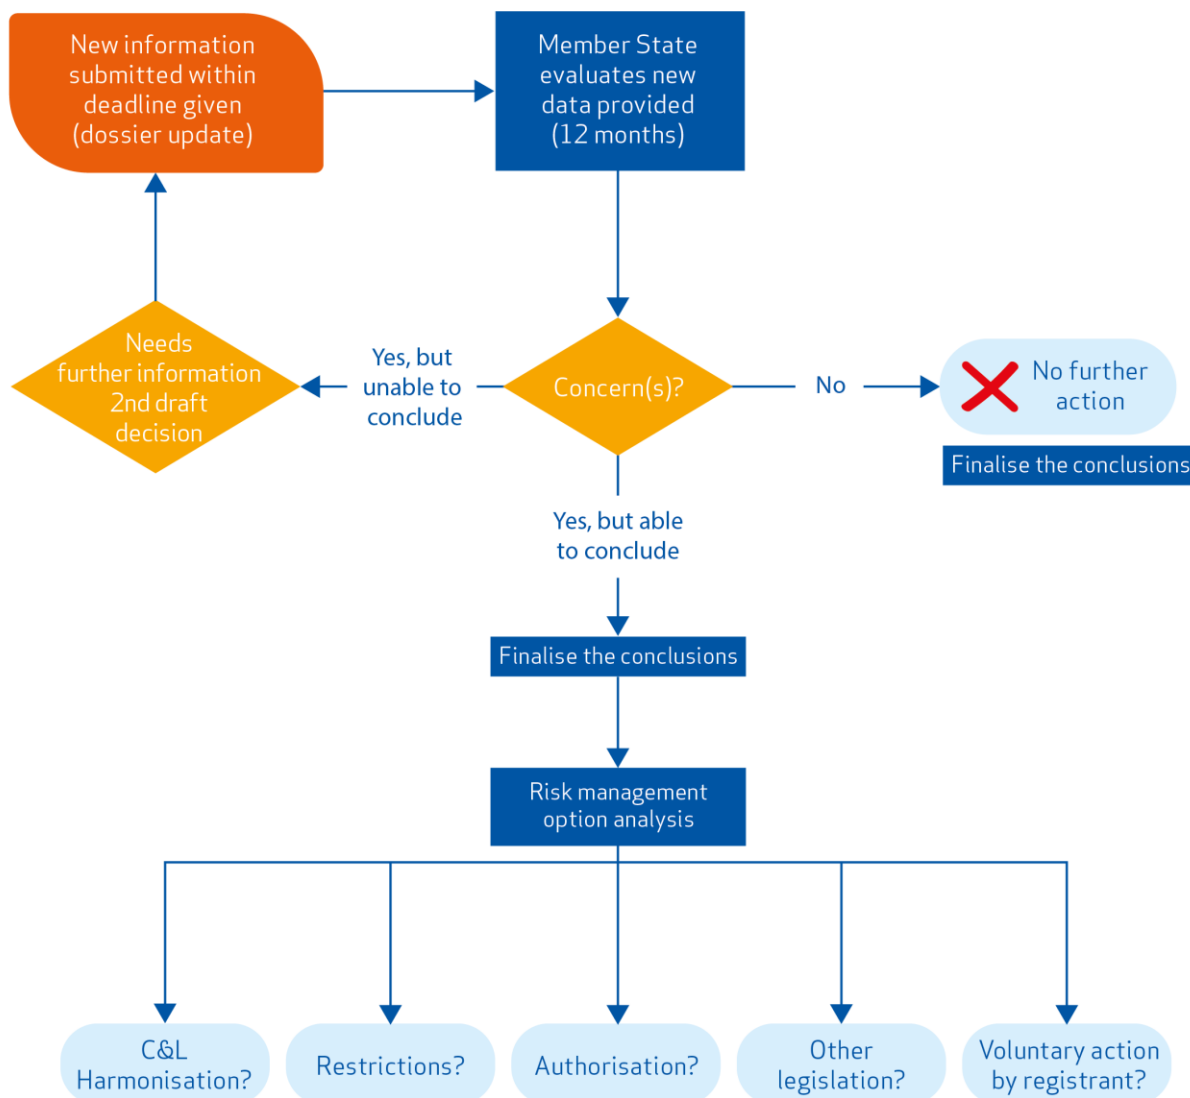 New information
submitted within
deadline given
(dossier update)
Member State
evaluates new
data provided
(12 months)
Needs
further information
2nd draft
decision
Yes, but
unable to
conclude
Concern(s)?
No
No further
action
Finalise the conclusions
Yes, but able
to conclude
Finalise the conclusions
Risk management
option analysis
C&L
Harmonisation?
Restrictions?
Authorisation?
Other
legislation?
Voluntary action
by registrant?